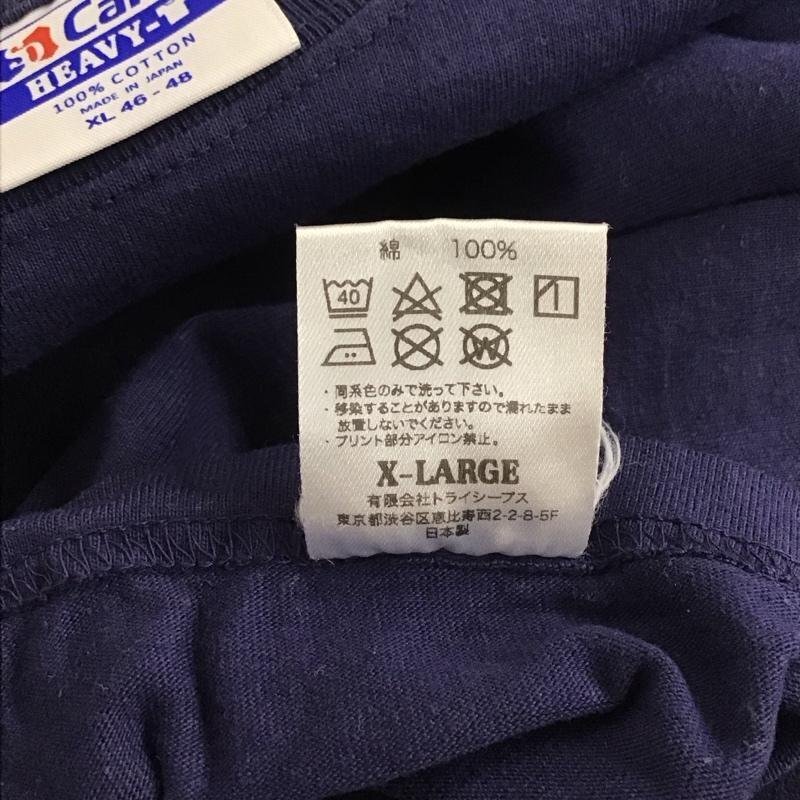 Ca
HEAVY-T
100% COTTON
MADE IN JAPAN
XL 46-48
綿 100%
40
W
・同系色のみで洗って下さい。
・移染することがありますので濡れたまま
放置しないでください。
・プリント部分アイロン禁止。
X-LARGE
有限会社トライシープス
東京都渋谷区恵比寿西2-2-8-5F
日本製